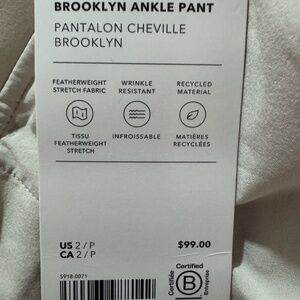 BROOKLYN ANKLE PANT
PANTALON CHEVILLE
BROOKLYN
FEATHERWEIGHT
STRETCH FABRIC
WRINKLE
RESISTANT
RECYCLED
MATERIAL
TISSU
FEATHERWEIGHT
STRETCH
INFROISSABLE
MATIÈRES
RECYCLÉES
US 2 / P
CA 2 / P
$99.00
5918-0071
Certified
B
Certifiée
Entreprise